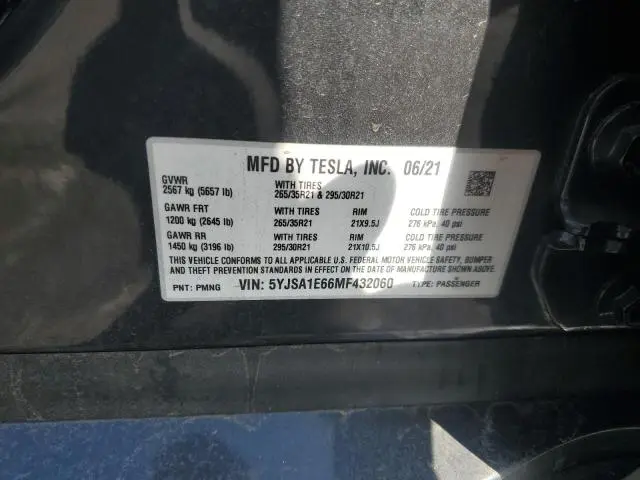 MFD BY TESLA, INC. 06/21
GVWR WITH TIRES
2567 kg (5657 lb) 265/35R21 & 295/30R21
GAWR FRT WITH TIRES RIM COLD TIRE PRESSURE
1200 kg (2645 lb) 265/35R21 21X9.5J 276 kPa, 40 psi
GAWR RR WITH TIRES RIM COLD TIRE PRESSURE
1450 kg (3196 lb) 295/30R21 21X10.5J 276 kPa, 40 psi
THIS VEHICLE CONFORMS TO ALL APPLICABLE U.S. FEDERAL MOTOR VEHICLE SAFETY, BUMPER
AND THEFT PREVENTION STANDARDS IN EFFECT ON THE DATE OF MANUFACTURE SHOWN ABOVE.
PNT: PMNG VIN: 5YJSA1E66MF432060 TYPE: PASSENGER